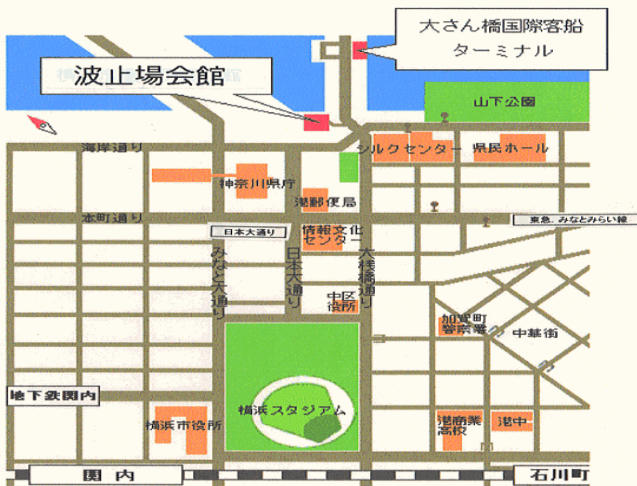 大さん橋国際客船
ターミナル
波止場会館
山下公園
海岸通り
シルクセンター
県民ホール
神奈川県庁
港郵便局
本町通り
日本大通り
情報文化
センター
東急、みなとみらい線
みなと大通り
日本大通り
大桟橋通り
中区
役所
加賀町
警察署
中華街
地下鉄関内
横浜市役所
横浜スタジアム
港商業
高校
港中
関内
石川町